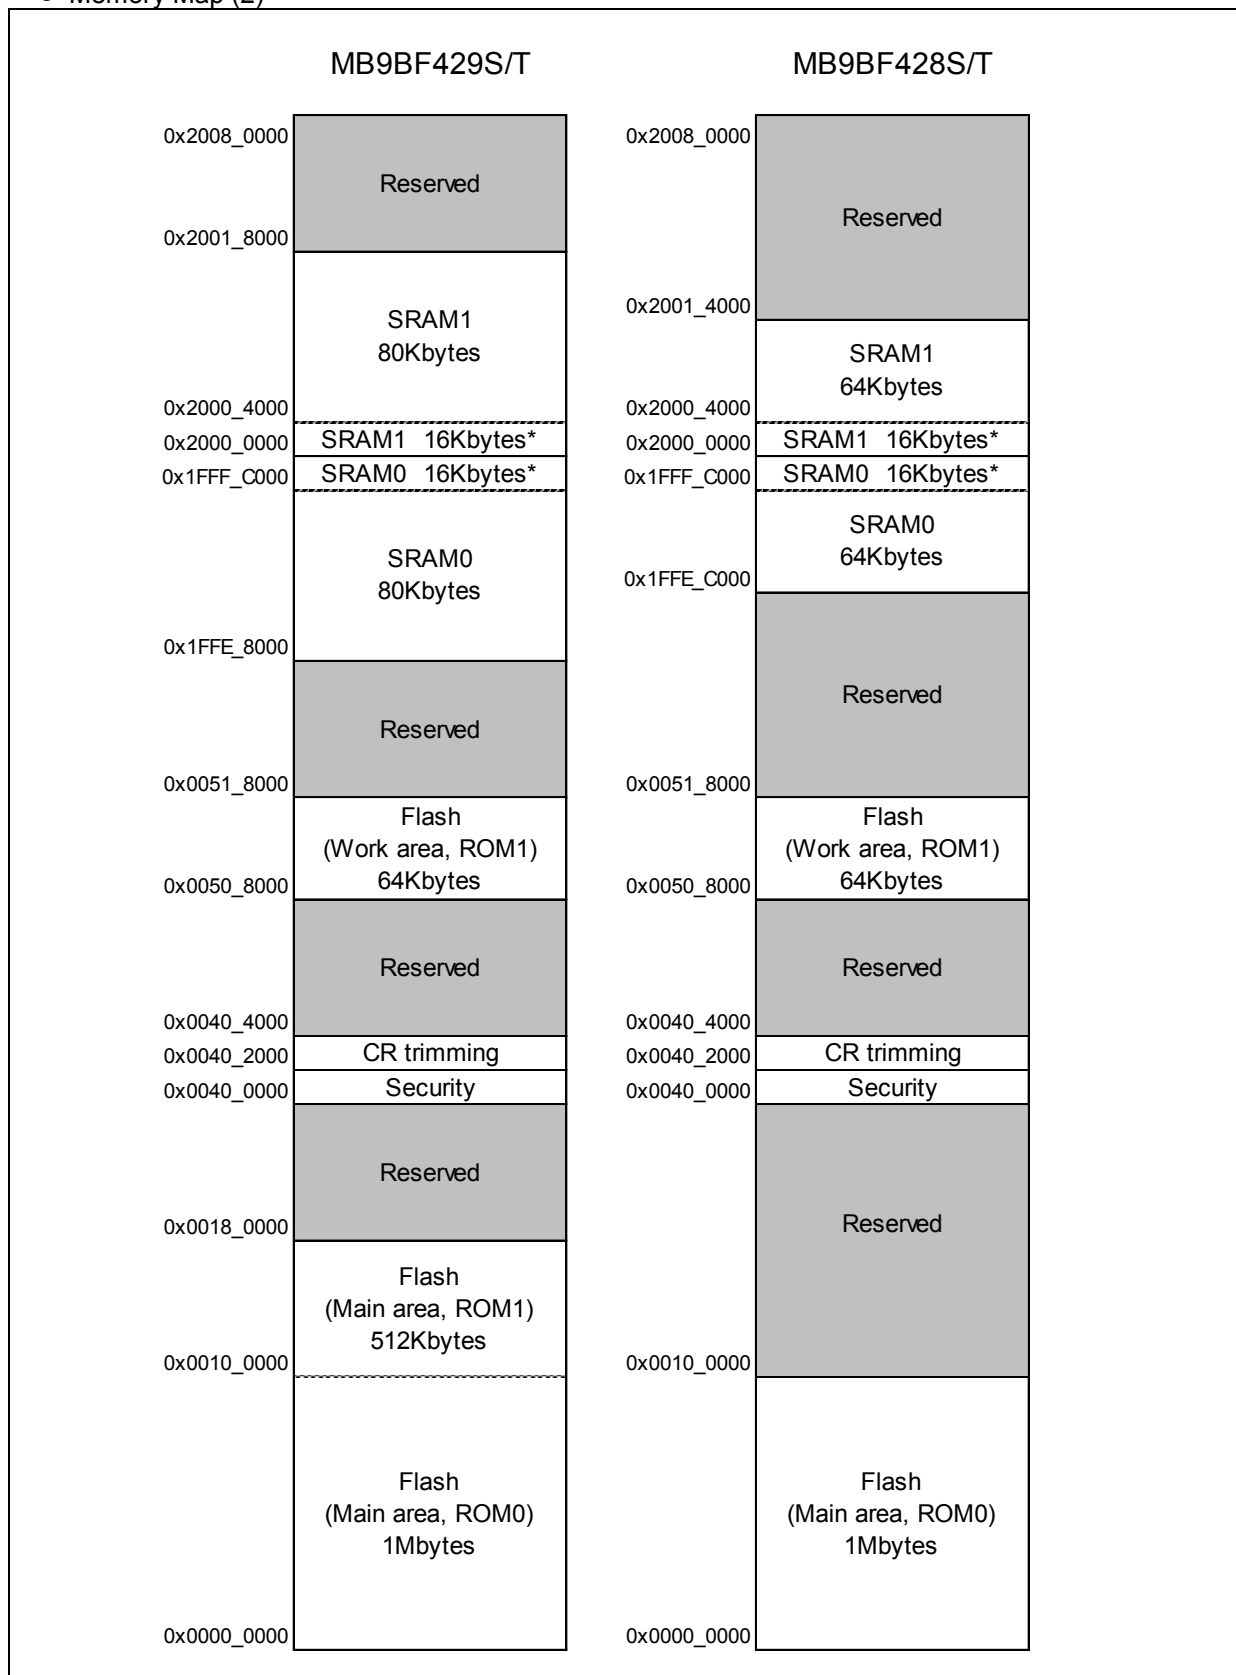 MB9BF429S/T
0x2008_0000
Reserved
0x2001_8000
SRAM1
80Kbytes
0x2000_4000
0x2000_0000 SRAM1 16Kbytes*
0x1FFF_C000 SRAM0 16Kbytes*
SRAM0
80Kbytes
0x1FFE_8000
Reserved
0x0051_8000
Flash
(Work area, ROM1)
64Kbytes
0x0050_8000
Reserved
0x0040_4000
0x0040_2000 CR trimming
0x0040_0000 Security
Reserved
0x0018_0000
Flash
(Main area, ROM1)
512Kbytes
0x0010_0000
Flash
(Main area, ROM0)
1Mbytes
0x0000_0000
MB9BF428S/T
0x2008_0000
Reserved
0x2001_4000
SRAM1
64Kbytes
0x2000_4000
0x2000_0000 SRAM1 16Kbytes*
0x1FFF_C000 SRAM0 16Kbytes*
SRAM0
64Kbytes
0x1FFE_C000
Reserved
0x0051_8000
Flash
(Work area, ROM1)
64Kbytes
0x0050_8000
Reserved
0x0040_4000
0x0040_2000 CR trimming
0x0040_0000 Security
Reserved
0x0010_0000
Flash
(Main area, ROM0)
1Mbytes
0x0000_0000